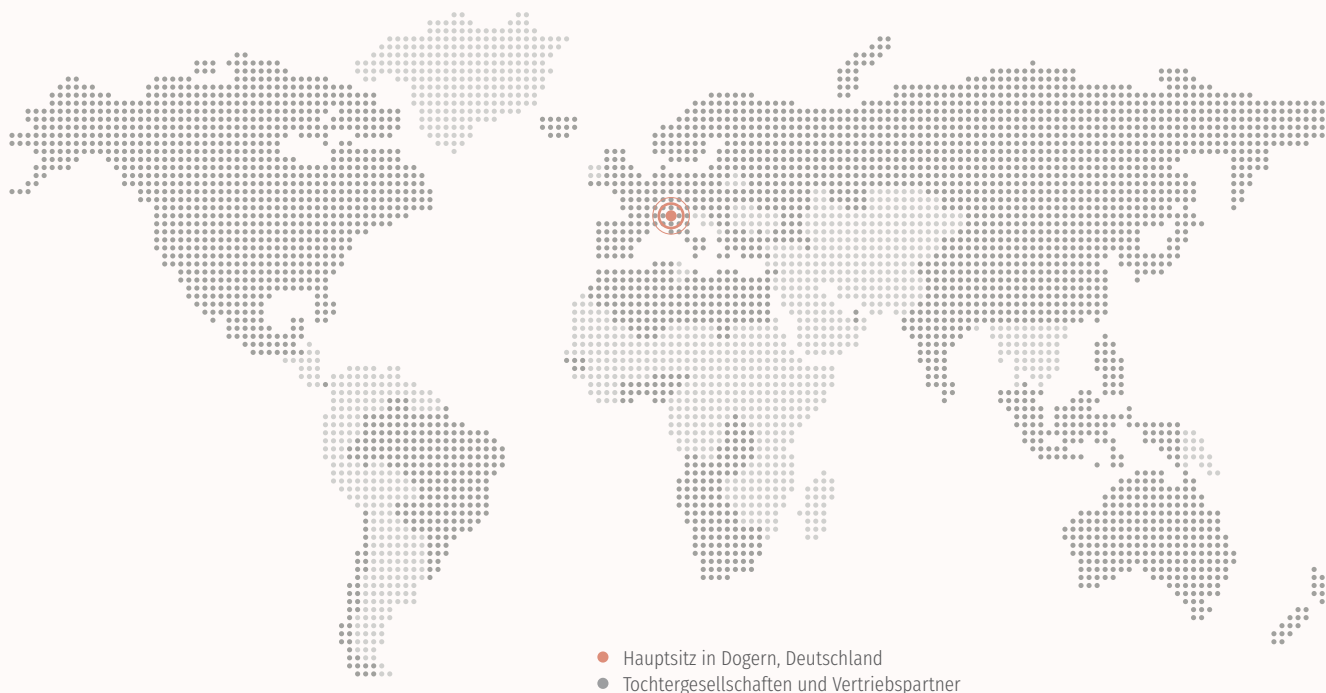 Hauptsitz in Dogern, Deutschland
Tochtergesellschaften und Vertriebspartner